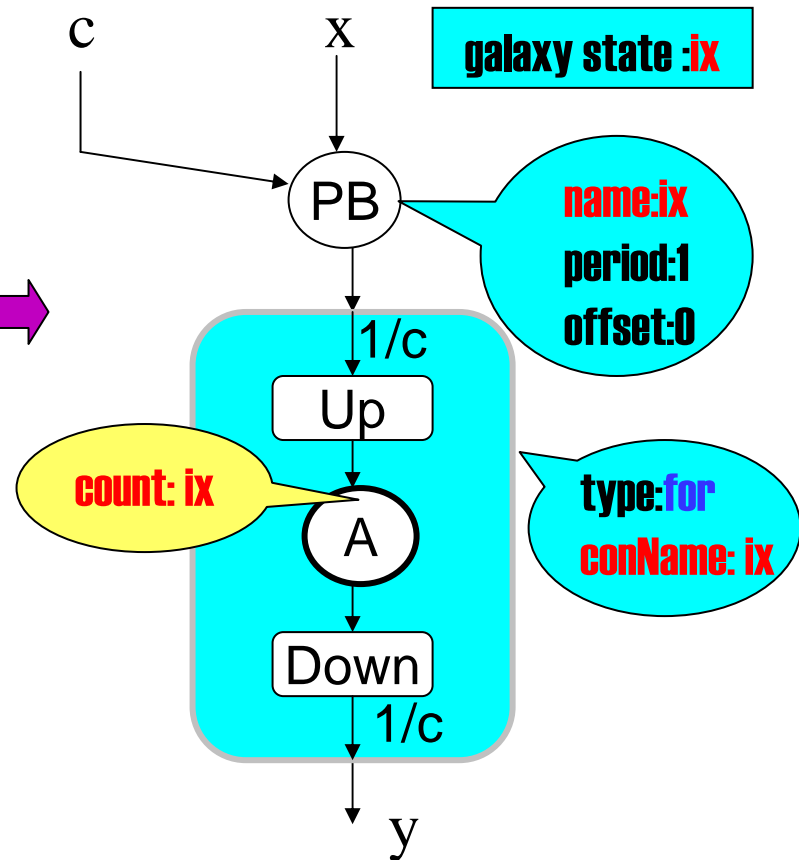 c
x
galaxy state :ix
PB
name:ix
period:1
offset:0
1/c
Up
count: ix
A
type:for
conName: ix
Down
1/c
y